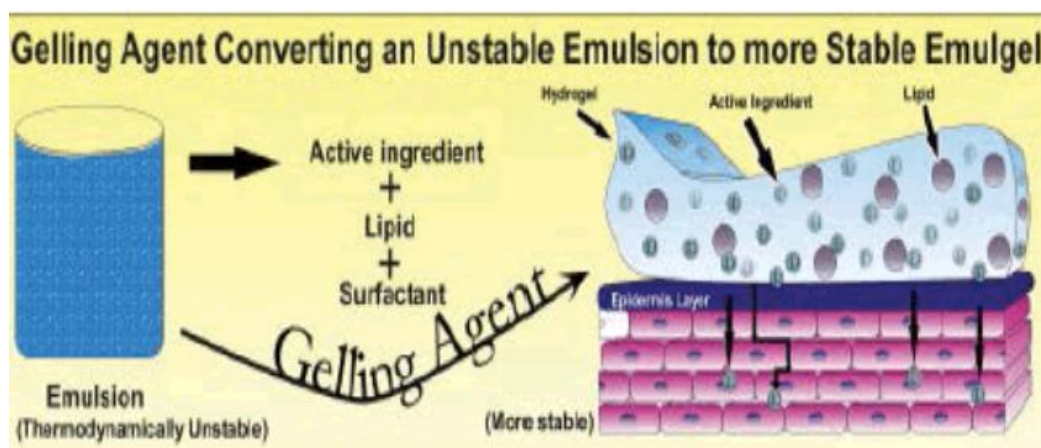 Gelling Agent Converting an Unstable Emulsion to more Stable Emulgel
Hydrogel
Active Ingredient
Lipid
Active ingredient
+
Lipid
+
Surfactant
Epidermis Layer
Gelling Agent
Emulsion
(Thermodynamically Unstable)
(More stable)